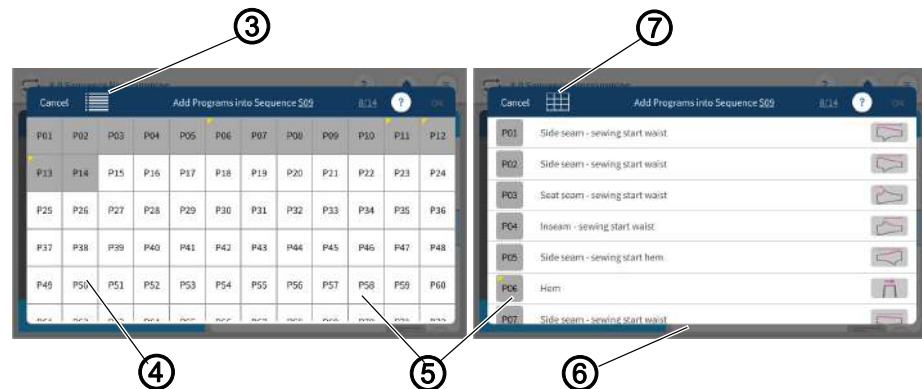 ③
⑦
Cancel Add Programs into Sequence S09 8/14 ? OK
P01 P02 P03 P04 P05 P06 P07 P08 P09 P10 P11 P12
P13 P14 P15 P16 P17 P18 P19 P20 P21 P22 P23 P24
P25 P26 P27 P28 P29 P30 P31 P32 P33 P34 P35 P36
P37 P38 P39 P40 P41 P42 P43 P44 P45 P46 P47 P48
P49 P50 P51 P52 P53 P54 P55 P56 P57 P58 P59 P60
Cancel Add Programs into Sequence S09 8/14 ? OK
P01 Side seam - sewing start waist
P02 Side seam - sewing start waist
P03 Seat seam - sewing start waist
P04 Inseam - sewing start waist
P05 Side seam - sewing start hem
P06 Hem
P07 Side seam - sewing start waist
④
⑤
⑥